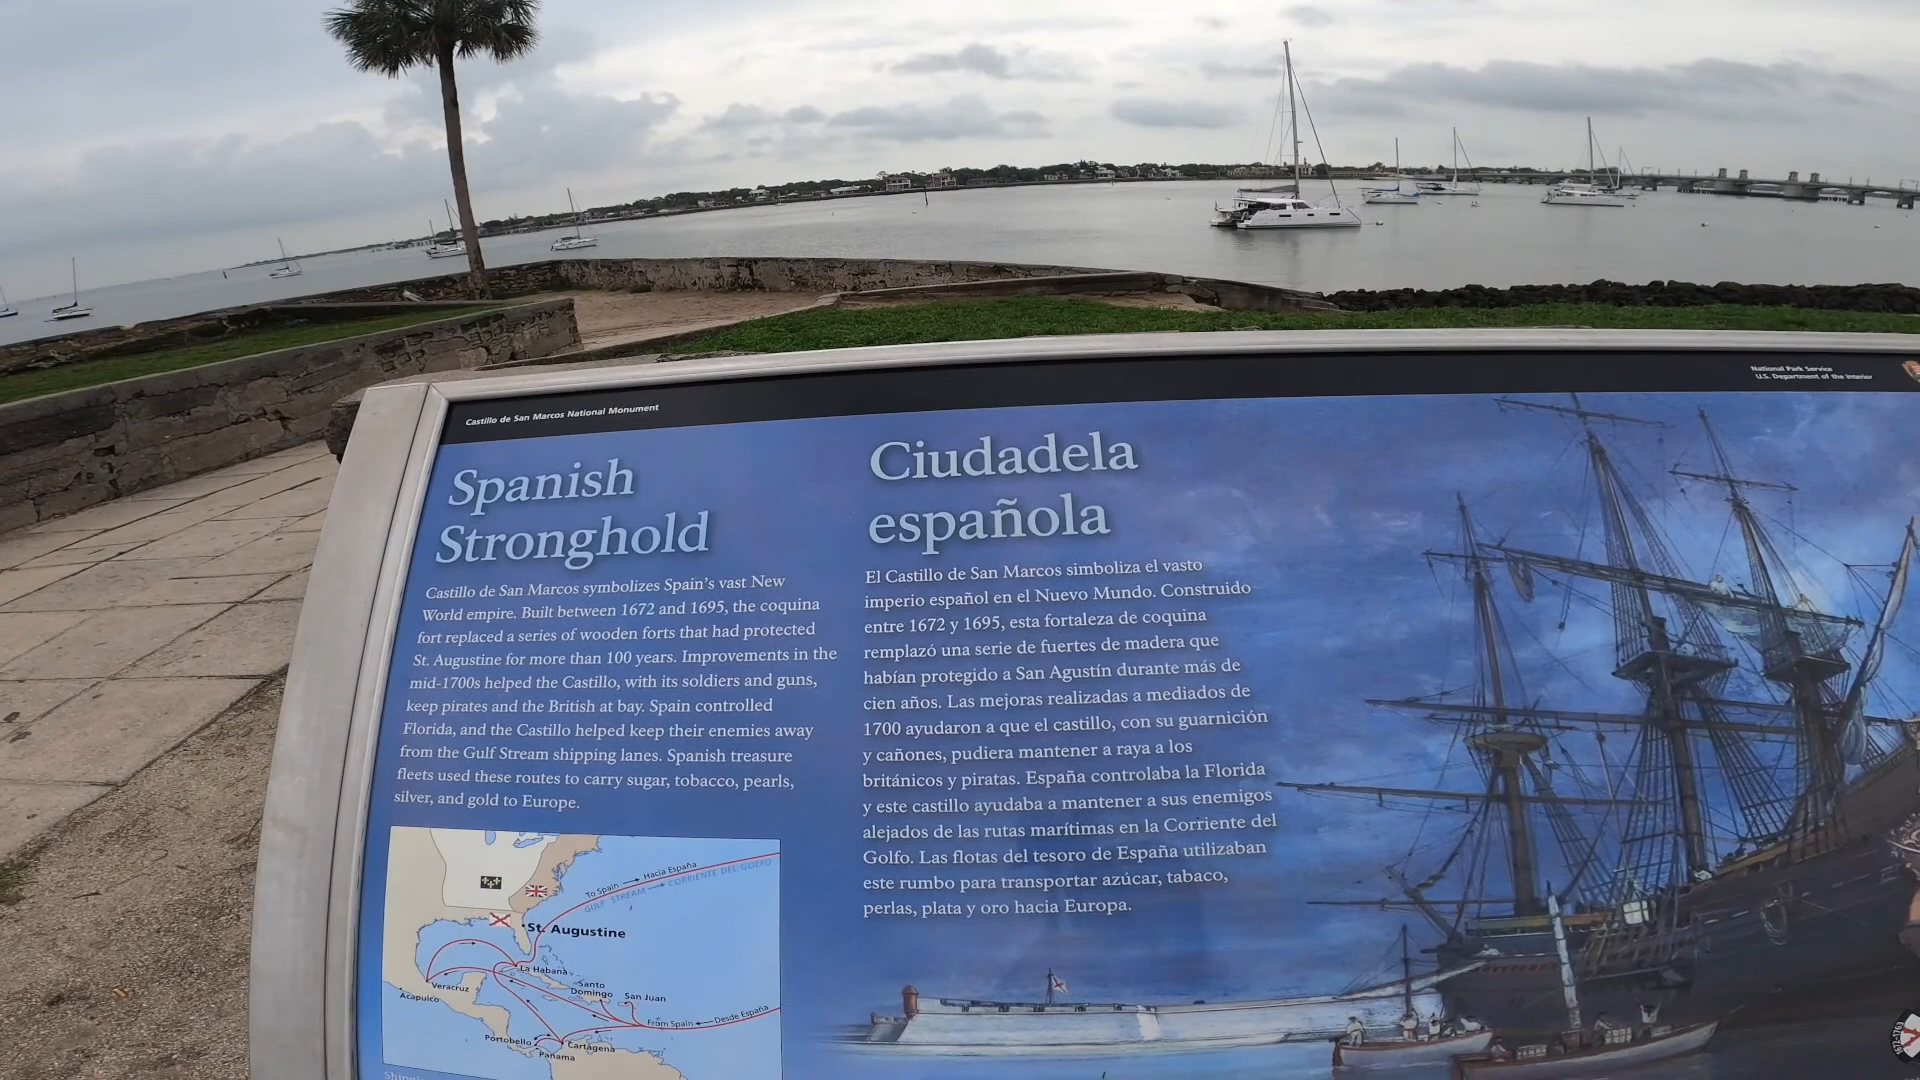 Castillo de San Marcos National Monument
National Park Service
U.S. Department of the Interior
Spanish
Stronghold
Castillo de San Marcos symbolizes Spain's vast New
World empire. Built between 1672 and 1695, the coquina
fort replaced a series of wooden forts that had protected
St. Augustine for more than 100 years. Improvements in the
mid-1700s helped the Castillo, with its soldiers and guns,
keep pirates and the British at bay. Spain controlled
Florida, and the Castillo helped keep their enemies away
from the Gulf Stream shipping lanes. Spanish treasure
fleets used these routes to carry sugar, tobacco, pearls,
silver, and gold to Europe.
Ciudadela
española
El Castillo de San Marcos simboliza el vasto
imperio español en el Nuevo Mundo. Construido
entre 1672 y 1695, esta fortaleza de coquina
remplazó una serie de fuertes de madera que
habían protegido a San Agustín durante más de
cien años. Las mejoras realizadas a mediados de
1700 ayudaron a que el castillo, con su guarnición
y cañones, pudiera mantener a raya a los
británicos y piratas. España controlaba la Florida
y este castillo ayudaba a mantener a sus enemigos
alejados de las rutas marítimas en la Corriente del
Golfo. Las flotas del tesoro de España utilizaban
este rumbo para transportar azúcar, tabaco,
perlas, plata y oro hacia Europa.
To Spain Hacia España
GULF STREAM CORRIENTE DEL GOLFO
St. Augustine
La Habana
Veracruz
Acapulco
Santo
Domingo
San Juan
From Spain Desde España
Portobello
Cartagena
Panama